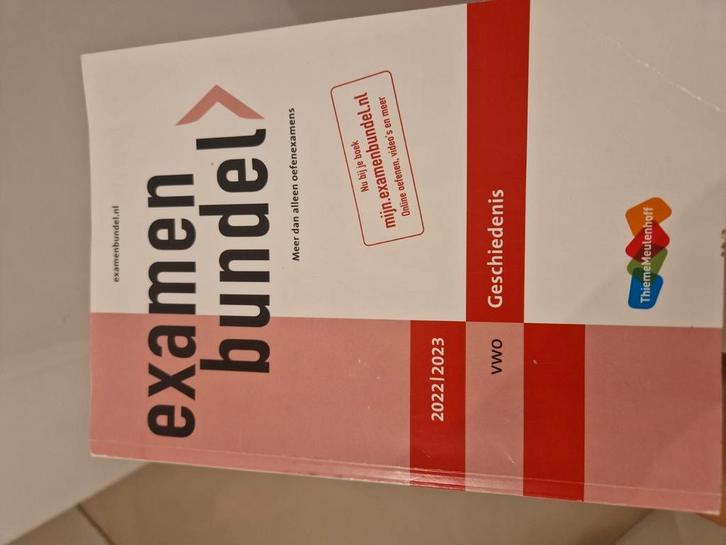 examenbundel.nl
examen
bundel>
Meer dan alleen oefenexamens
Nu bij je boek
mijn.examenbundel.nl
Online oefenen, video's en meer
2022|2023
vwo
Geschiedenis
ThiemeMeulenhoff